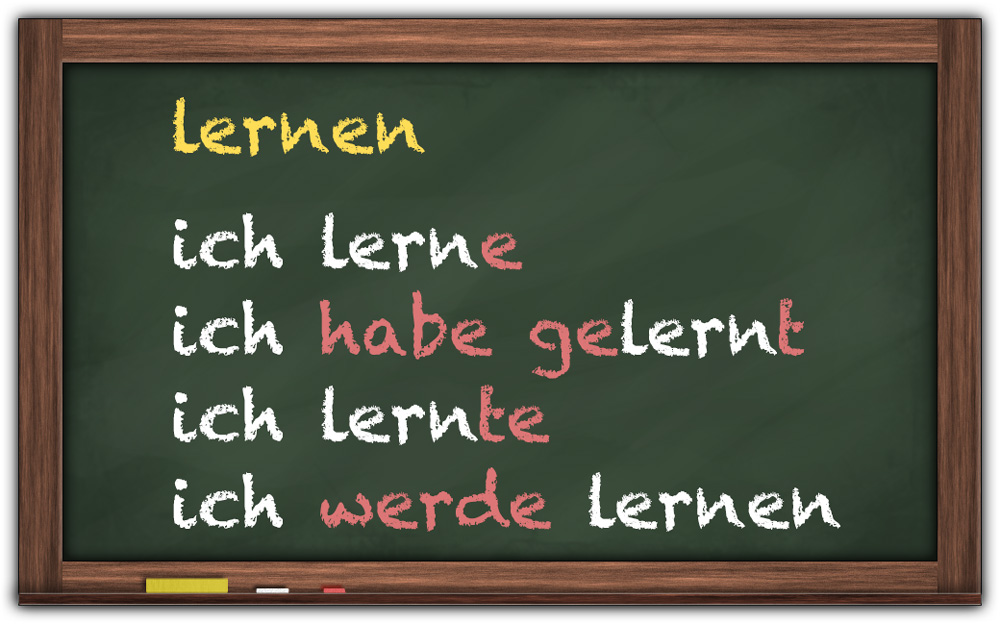 lernen
ich lerne
ich habe gelernt
ich lernte
ich werde lernen